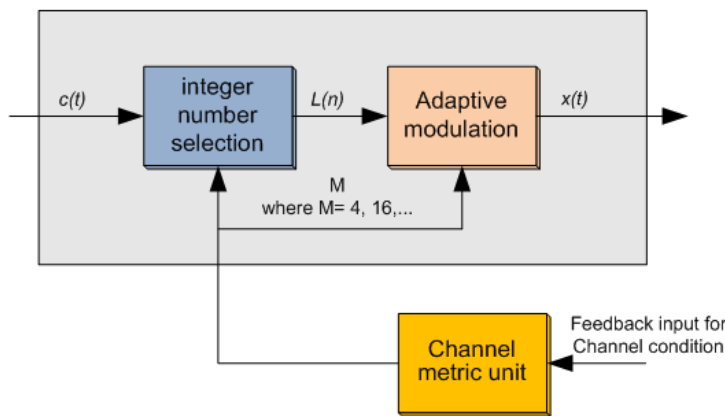 c(t)
integer
number
selection
L(n)
Adaptive
modulation
x(t)
M
where M= 4, 16,...
Channel
metric unit
Feedback input for
Channel condition